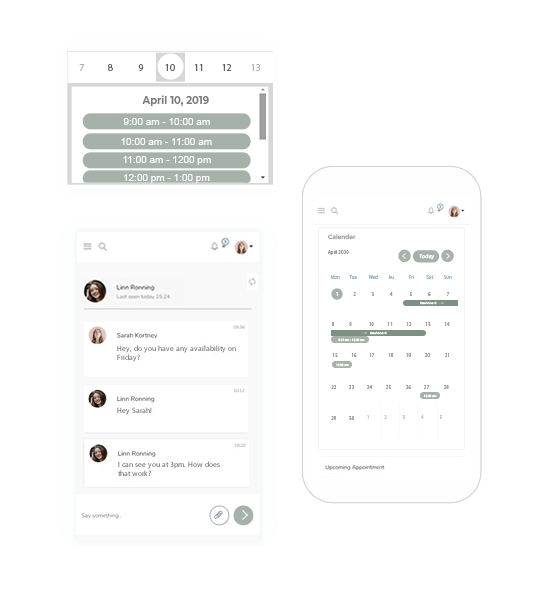 7 8 9 10 11 12 13
April 10, 2019
9:00 am - 10:00 am
10:00 am - 11:00 am
11:00 am - 1200 pm
12:00 pm - 1:00 pm
Linn Ronning
Last seen today 15:24
09:36
Sarah Kortney
Hey, do you have any availability on
Friday?
10:12
Linn Ronning
Hey Sarah!
10:20
Linn Ronning
I can see you at 3pm. How does
that work?
Say something..
Calender
April 2019
Today
Mon Tue Wed Sat Sun
1 2 3 4 5 6 7
8 9 10 11 12 13 14
15 16 17 18 19 20 21
22 23 24 25 26 27 28
29 30 1 2 3 4 5
Upcoming Appointment